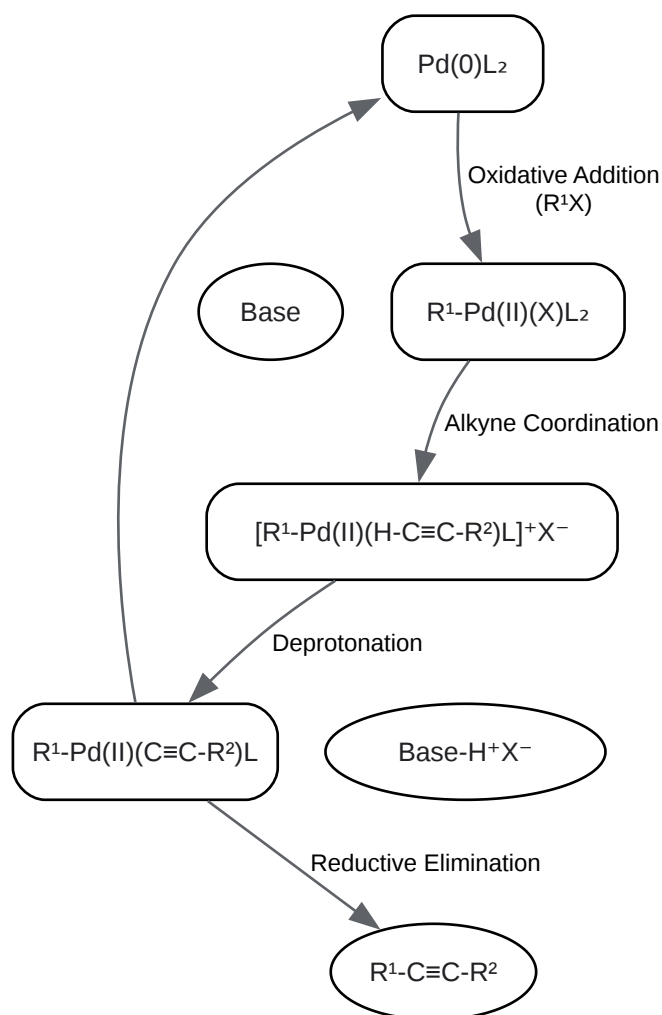 Pd(0)L₂
Oxidative Addition
(R¹X)
Base
R¹-Pd(II)(X)L₂
Alkyne Coordination
[R¹-Pd(II)(H-C≡C-R²)L]⁺X⁻
Deprotonation
R¹-Pd(II)(C≡C-R²)L
Base-H⁺X⁻
Reductive Elimination
R¹-C≡C-R²